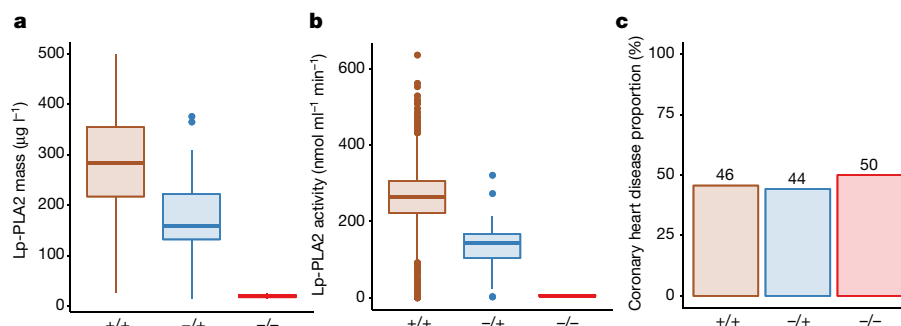 a
Lp-PLA2 mass (μg l⁻¹)
500
400
300
200
100
0
+/+ −/+ −/−
b
Lp-PLA2 activity (nmol ml⁻¹ min⁻¹)
600
400
200
0
+/+ −/+ −/−
c
Coronary heart disease proportion (%)
100
75
50
25
0
46 44 50
+/+ −/+ −/−